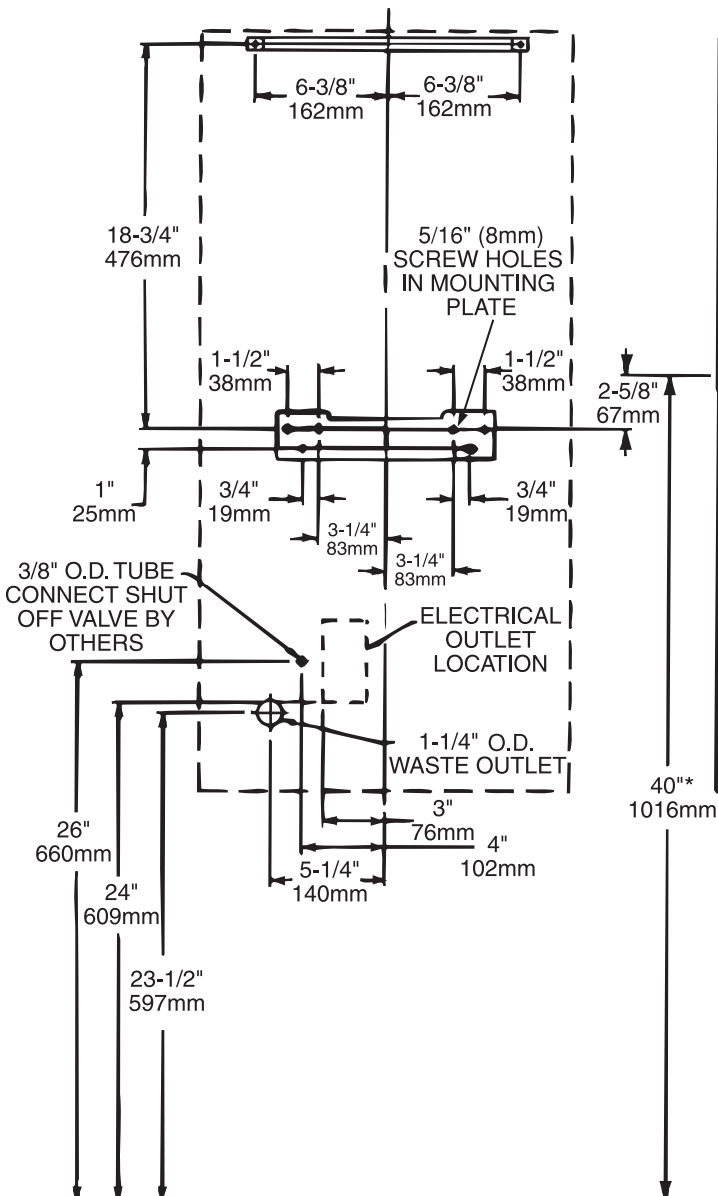 6-3/8"
162mm
6-3/8"
162mm
18-3/4"
476mm
5/16" (8mm)
SCREW HOLES
IN MOUNTING
PLATE
1-1/2"
38mm
1-1/2"
38mm
2-5/8"
67mm
1"
25mm
3/4"
19mm
3/4"
19mm
3-1/4"
83mm
3-1/4"
83mm
3/8" O.D. TUBE
CONNECT SHUT
OFF VALVE BY
OTHERS
ELECTRICAL
OUTLET
LOCATION
1-1/4" O.D.
WASTE OUTLET
40"*
1016mm
3"
76mm
26"
660mm
4"
102mm
5-1/4"
140mm
24"
609mm
23-1/2"
597mm